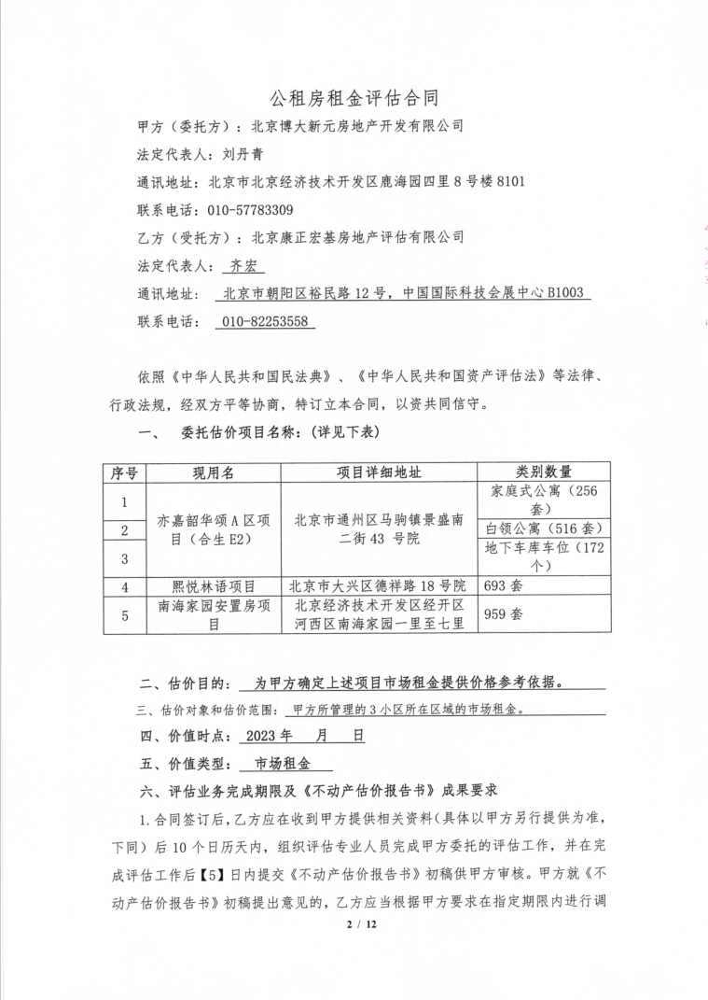 公租房租金评估合同
甲方（委托方）：北京博大新元房地产开发有限公司
法定代表人：刘丹青
通讯地址：北京市北京经济技术开发区鹿海园四里 8 号楼 8101
联系电话：010-57783309
乙方（受托方）：北京康正宏基房地产评估有限公司
法定代表人： 齐宏
通讯地址： 北京市朝阳区裕民路 12 号，中国国际科技会展中心 B1003
联系电话： 010-82253558
依照《中华人民共和国民法典》、《中华人民共和国资产评估法》等法律、
行政法规，经双方平等协商，特订立本合同，以资共同信守。
一、 委托估价项目名称：(详见下表)
序号 现用名 项目详细地址 类别数量
1 家庭式公寓（256
套）
亦嘉韶华颂 A 区项 北京市通州区马驹镇景盛南
2 白领公寓（516 套）
目（合生 E2） 二街 43 号院
3 地下车库车位（172
个）
4 熙悦林语项目 北京市大兴区德祥路 18 号院 693 套
5 南海家园安置房项 北京经济技术开发区经开区 959 套
目 河西区南海家园一里至七里
二、估价目的： 为甲方确定上述项目市场租金提供价格参考依据。
三、估价对象和估价范围： 甲方所管理的 3 小区所在区域的市场租金。
四、价值时点： 2023 年 月 日
五、价值类型： 市场租金
六、评估业务完成期限及《不动产估价报告书》成果要求
1.合同签订后,乙方应在收到甲方提供相关资料(具体以甲方另行提供为准,
下同）后 10 个日历天内，组织评估专业人员完成甲方委托的评估工作，并在完
成评估工作后【5】日内提交《不动产估价报告书》初稿供甲方审核。甲方就《不
动产估价报告书》初稿提出意见的，乙方应当根据甲方要求在指定期限内进行调
2 / 12